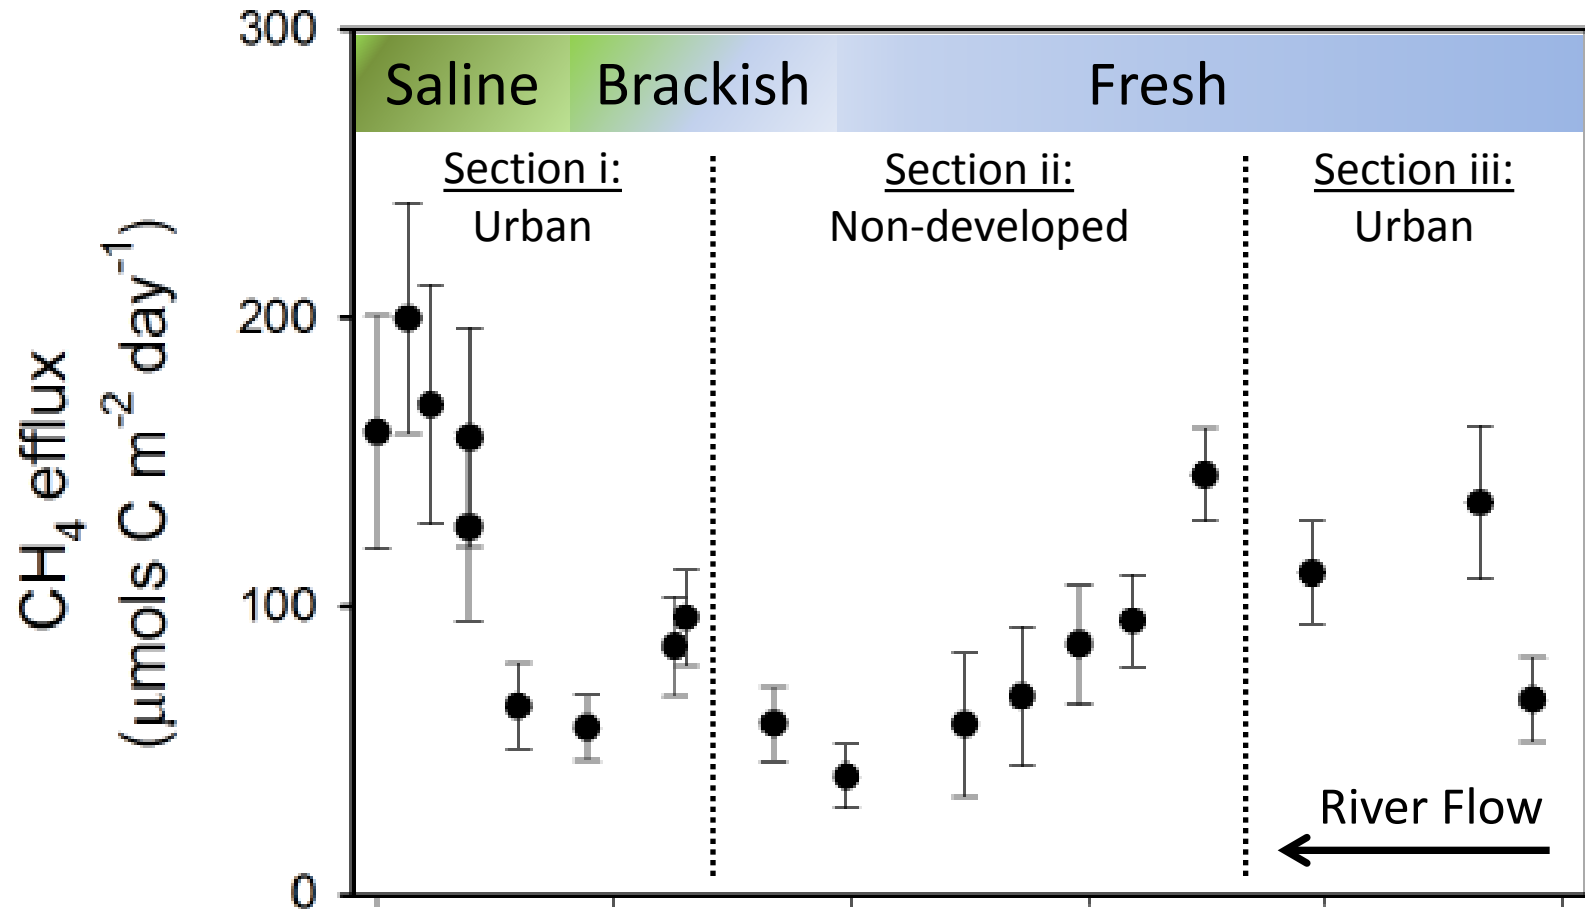 300
Saline Brackish Fresh
Section i: Section ii: Section iii:
Urban Non-developed Urban
200
CH₄ efflux
(µmols C m⁻² day⁻¹)
100
River Flow
0